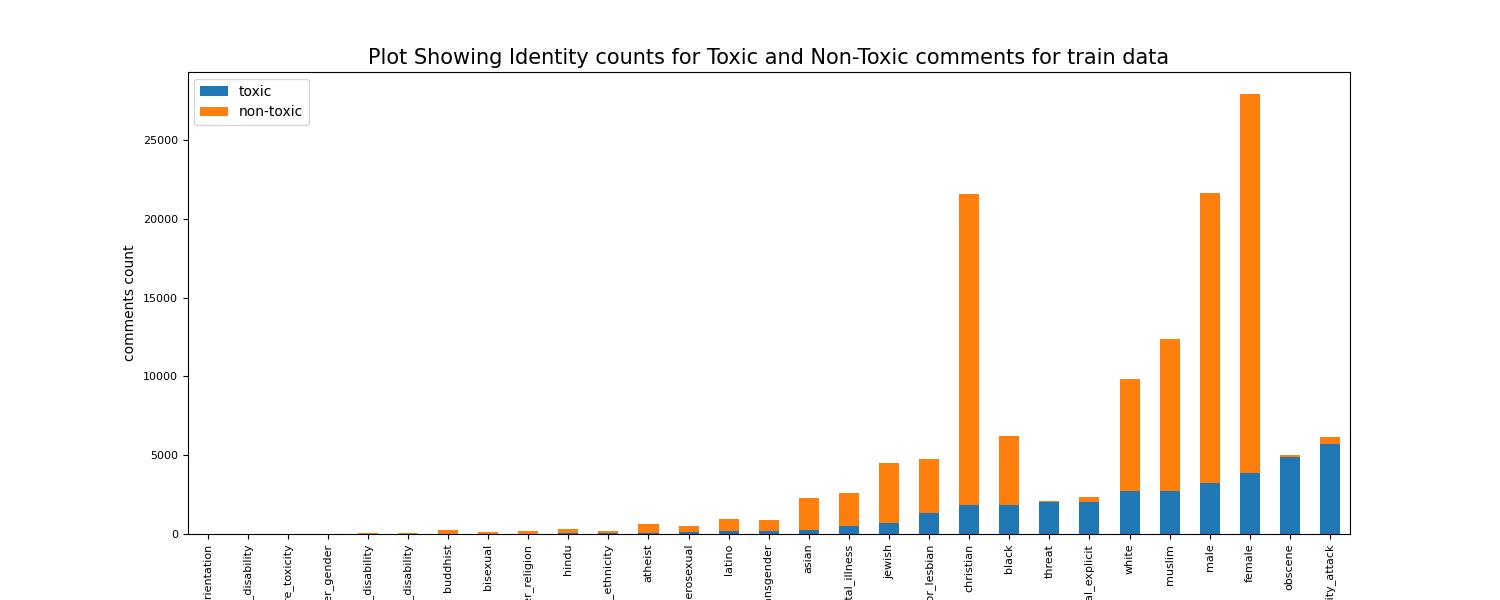 Plot Showing Identity counts for Toxic and Non-Toxic comments for train data
toxic
non-toxic
comments count
25000
20000
15000
10000
5000
0
rientation
_disability
re_toxicity
er_gender
_disability
_disability
buddhist
bisexual
er_religion
hindu
_ethnicity
atheist
erosexual
latino
ansgender
asian
tal_illness
jewish
or_lesbian
christian
black
threat
al_explicit
white
muslim
male
female
obscene
ity_attack